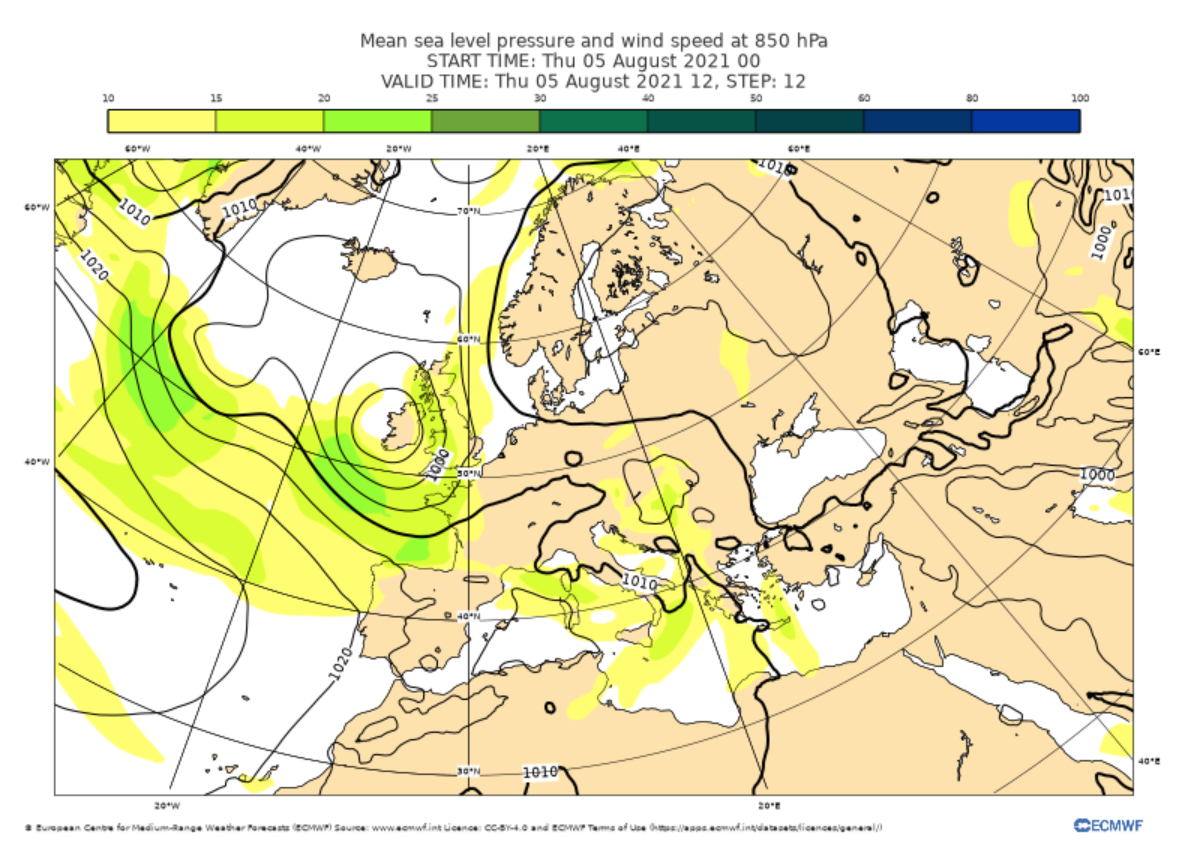 Mean sea level pressure and wind speed at 850 hPa
START TIME: Thu 05 August 2021 00
VALID TIME: Thu 05 August 2021 12, STEP: 12
10 15 20 25 30 40 50 60 80 100
60°W 40°W 20°W 20°E 40°E 60°E
1010
1010
1010
1010
60°W
70°N
1020
1000
60°N
60°E
40°W
1000
50°N
1000
1010
40°N
1020
30°N
1010
40°E
20°W 20°E
© European Centre for Medium-Range Weather Forecasts (ECMWF) Source: www.ecmwf.int Licence: CC-BY-4.0 and ECMWF Terms of Use (https://apps.ecmwf.int/datasets/licences/general/)
ECMWF